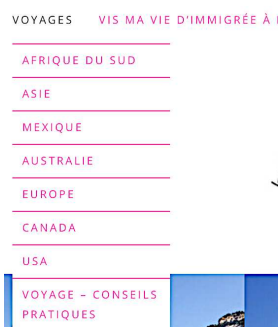 VOYAGES VIS MA VIE D'IMMIGRÉE À
AFRIQUE DU SUD
ASIE
MEXIQUE
AUSTRALIE
EUROPE
CANADA
USA
VOYAGE – CONSEILS
PRATIQUES